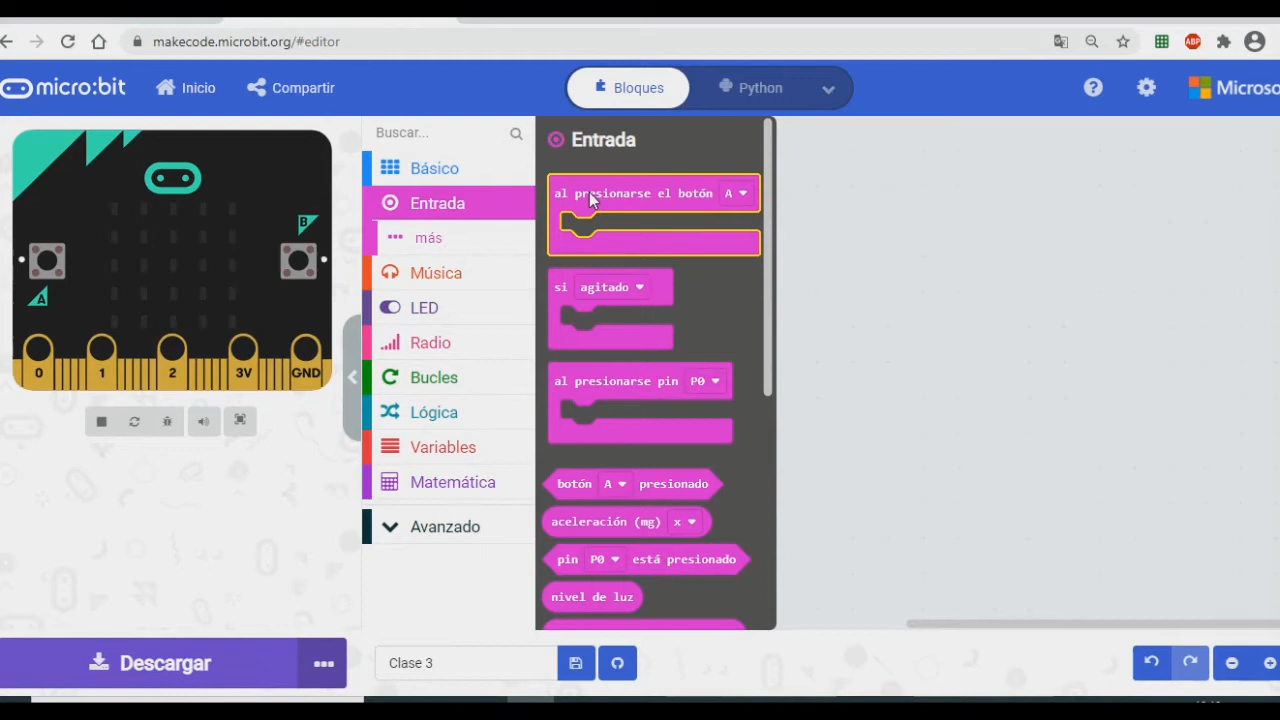 makecode.microbit.org/#editor
micro:bit
Inicio
Compartir
Bloques
Python
?
Microso
A
B
0
1
2
3V
GND
Buscar...
Básico
Entrada
más
Música
LED
Radio
Bucles
Lógica
Variables
Matemática
Avanzado
Entrada
al presionarse el botón A
si agitado
al presionarse pin P0
botón A presionado
aceleración (mg) x
pin P0 está presionado
nivel de luz
Descargar
Clase 3
ABP